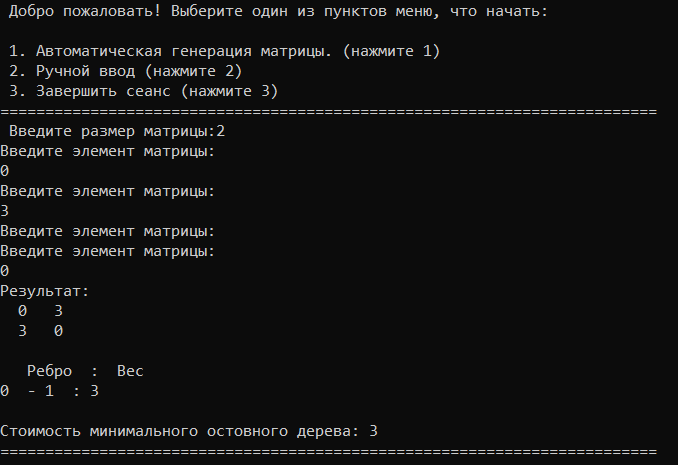 Добро пожаловать! Выберите один из пунктов меню, что начать:
1. Автоматическая генерация матрицы. (нажмите 1)
2. Ручной ввод (нажмите 2)
3. Завершить сеанс (нажмите 3)
=========================================================================
Введите размер матрицы:2
Введите элемент матрицы:
0
Введите элемент матрицы:
3
Введите элемент матрицы:
Введите элемент матрицы:
0
Результат:
0   3
3   0
Ребро  :  Вес
0  - 1  : 3
Стоимость минимального остовного дерева: 3
=========================================================================